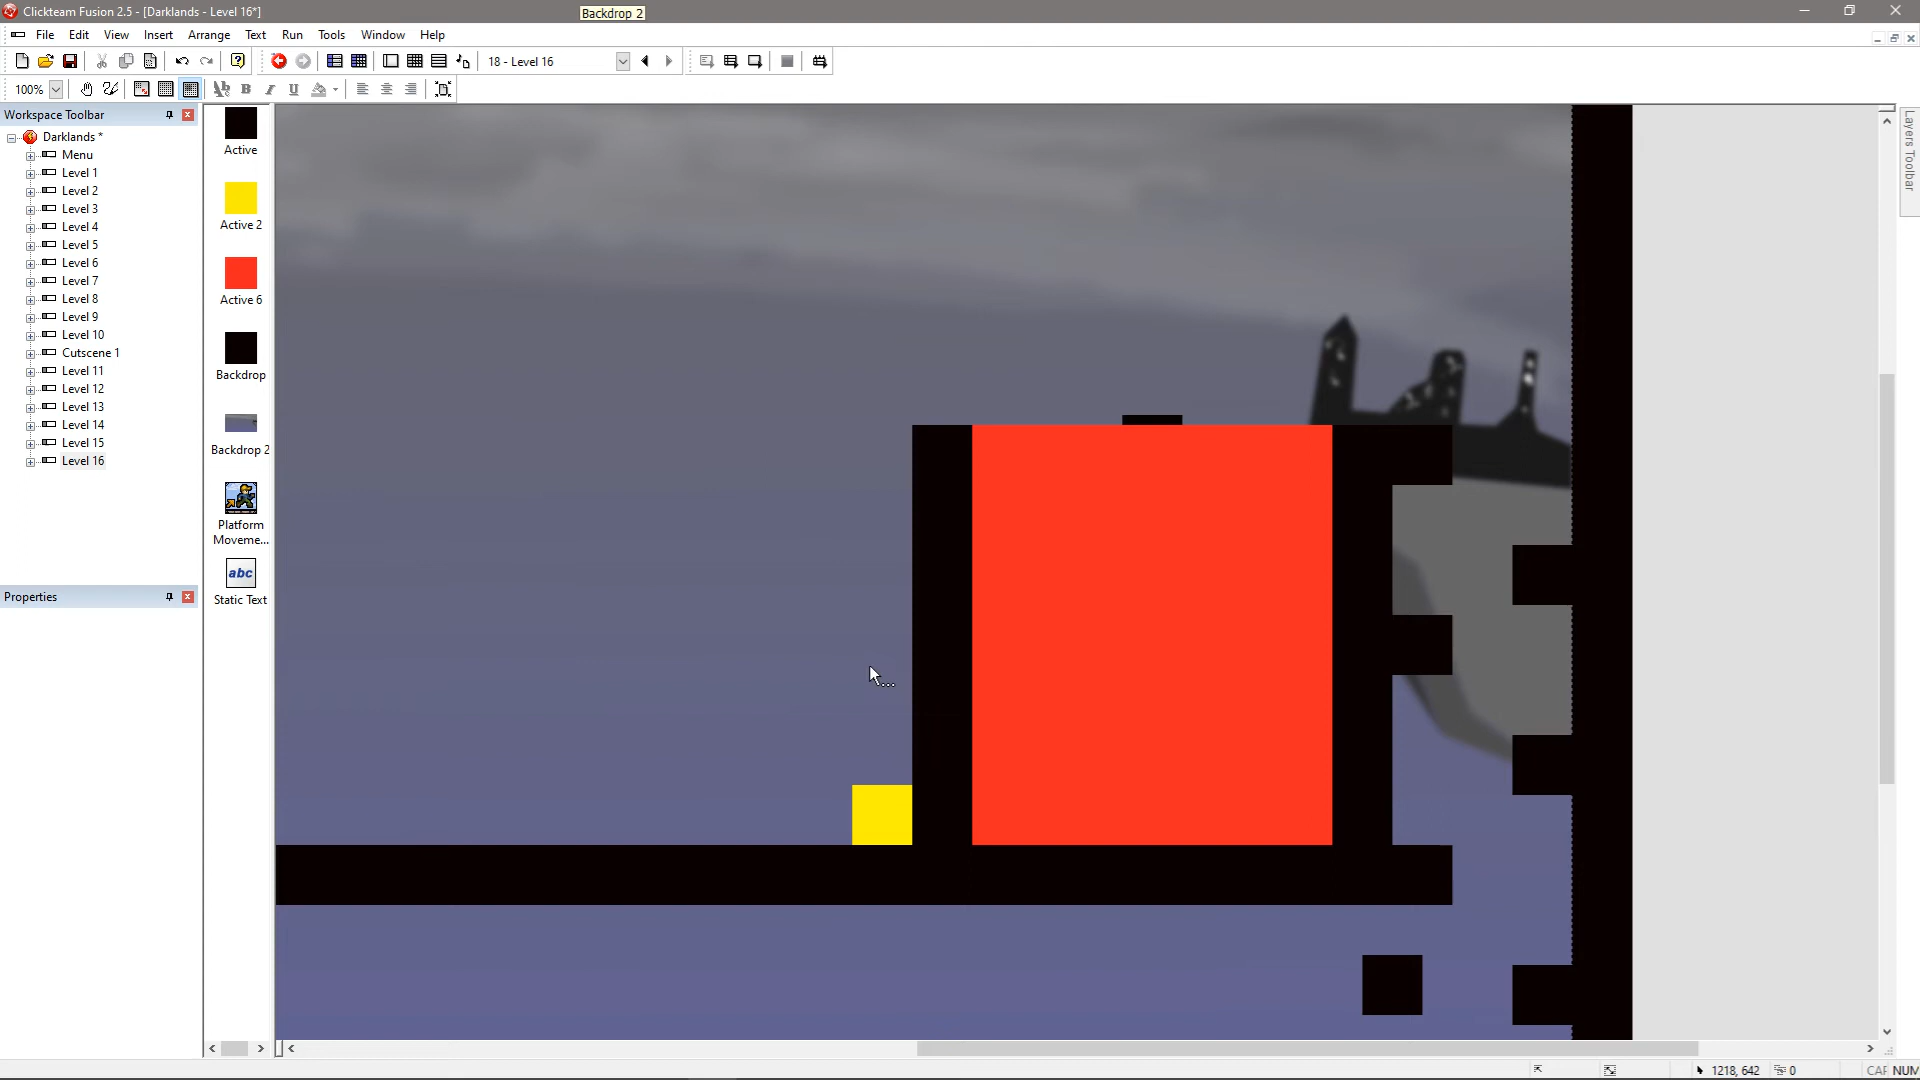 Clickteam Fusion 2.5 - [Darklands - Level 16*]
Backdrop 2
File Edit View Insert Arrange Text Run Tools Window Help
18 - Level 16
100%
Workspace Toolbar
Darklands *
Menu
Level 1
Level 2
Level 3
Level 4
Level 5
Level 6
Level 7
Level 8
Level 9
Level 10
Cutscene 1
Level 11
Level 12
Level 13
Level 14
Level 15
Level 16
Properties
Active
Active 2
Active 6
Backdrop
Backdrop 2
Platform
Moveme...
abc
Static Text
Layers Toolbar
1218, 642
0
CAP NUM